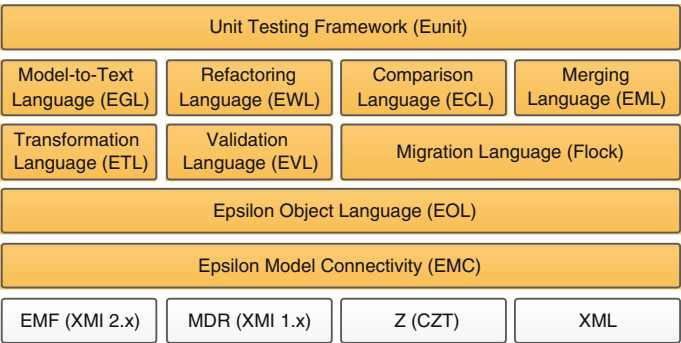 Unit Testing Framework (Eunit)
Model-to-Text
Language (EGL)
Refactoring
Language (EWL)
Comparison
Language (ECL)
Merging
Language (EML)
Transformation
Language (ETL)
Validation
Language (EVL)
Migration Language (Flock)
Epsilon Object Language (EOL)
Epsilon Model Connectivity (EMC)
EMF (XMI 2.x)
MDR (XMI 1.x)
Z (CZT)
XML